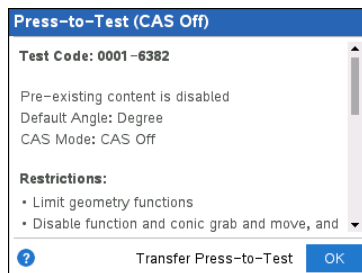 Press-to-Test (CAS Off)
Test Code: 0001-6382
Pre-existing content is disabled
Default Angle: Degree
CAS Mode: CAS Off
Restrictions:
• Limit geometry functions
• Disable function and conic grab and move, and
? Transfer Press-to-Test OK